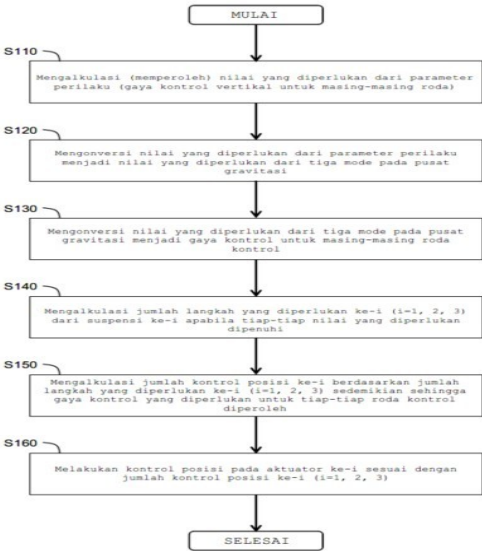 MULAI
S110
Mengalkulasi (memperoleh) nilai yang diperlukan dari parameter
perilaku (gaya kontrol vertikal untuk masing-masing roda)
S120
Mengonversi nilai yang diperlukan dari parameter perilaku
menjadi nilai yang diperlukan dari tiga mode pada pusat
gravitasi
S130
Mengonversi nilai yang diperlukan dari tiga mode pada pusat
gravitasi menjadi gaya kontrol untuk masing-masing roda
kontrol
S140
Mengalkulasi jumlah langkah yang diperlukan ke-i (i=1, 2, 3)
dari suspensi ke-i apabila tiap-tiap nilai yang diperlukan
dipenuhi
S150
Mengalkulasi jumlah kontrol posisi ke-i berdasarkan jumlah
langkah yang diperlukan ke-i (i=1, 2, 3) sedemikian sehingga
gaya kontrol yang diperlukan untuk tiap-tiap roda kontrol
diperoleh
S160
Melakukan kontrol posisi pada aktuator ke-i sesuai dengan
jumlah kontrol posisi ke-i (i=1, 2, 3)
SELESAI